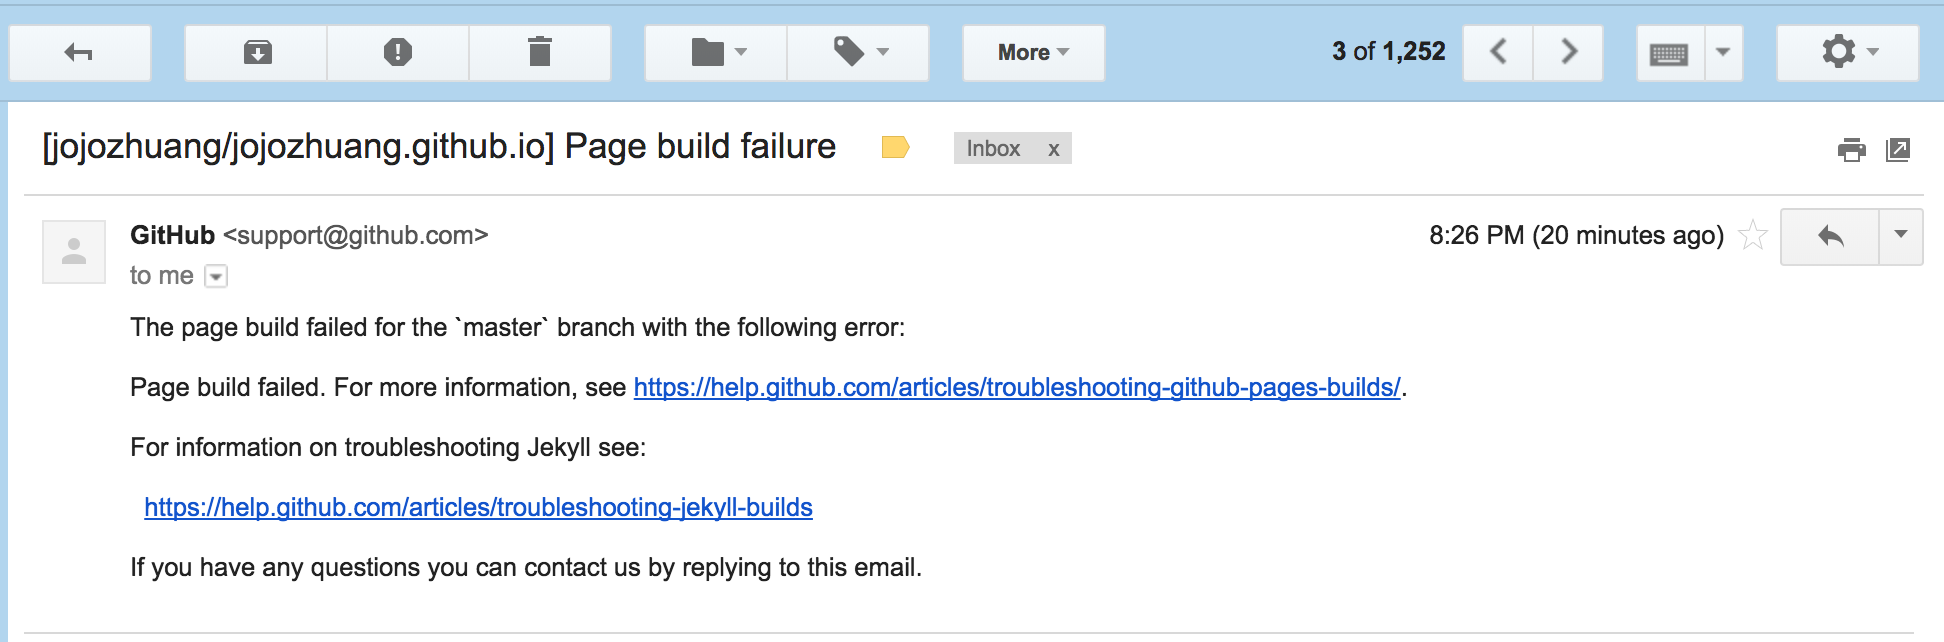 More
3 of 1,252
[jojozhuang/jojozhuang.github.io] Page build failure
Inbox x
GitHub <support@github.com>
8:26 PM (20 minutes ago)
to me
The page build failed for the `master` branch with the following error:
Page build failed. For more information, see https://help.github.com/articles/troubleshooting-github-pages-builds/.
For information on troubleshooting Jekyll see:
https://help.github.com/articles/troubleshooting-jekyll-builds
If you have any questions you can contact us by replying to this email.